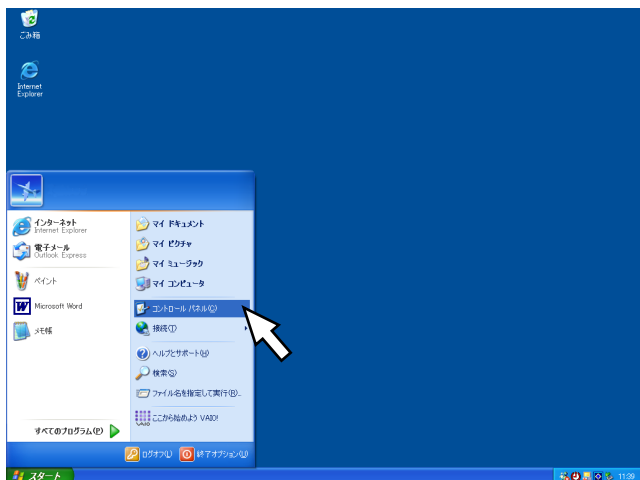 ごみ箱
Internet
Explorer
インターネット
Internet Explorer
電子メール
Outlook Express
ペイント
Microsoft Word
メモ帳
すべてのプログラム(P)
マイ ドキュメント
マイ ピクチャ
マイ ミュージック
マイ コンピュータ
コントロール パネル(C)
接続(T)
ヘルプとサポート(H)
検索(S)
ファイル名を指定して実行(R)...
VAIO
ここから始めよう VAIO!
ログオフ(L)
終了オプション(U)
スタート
11:39